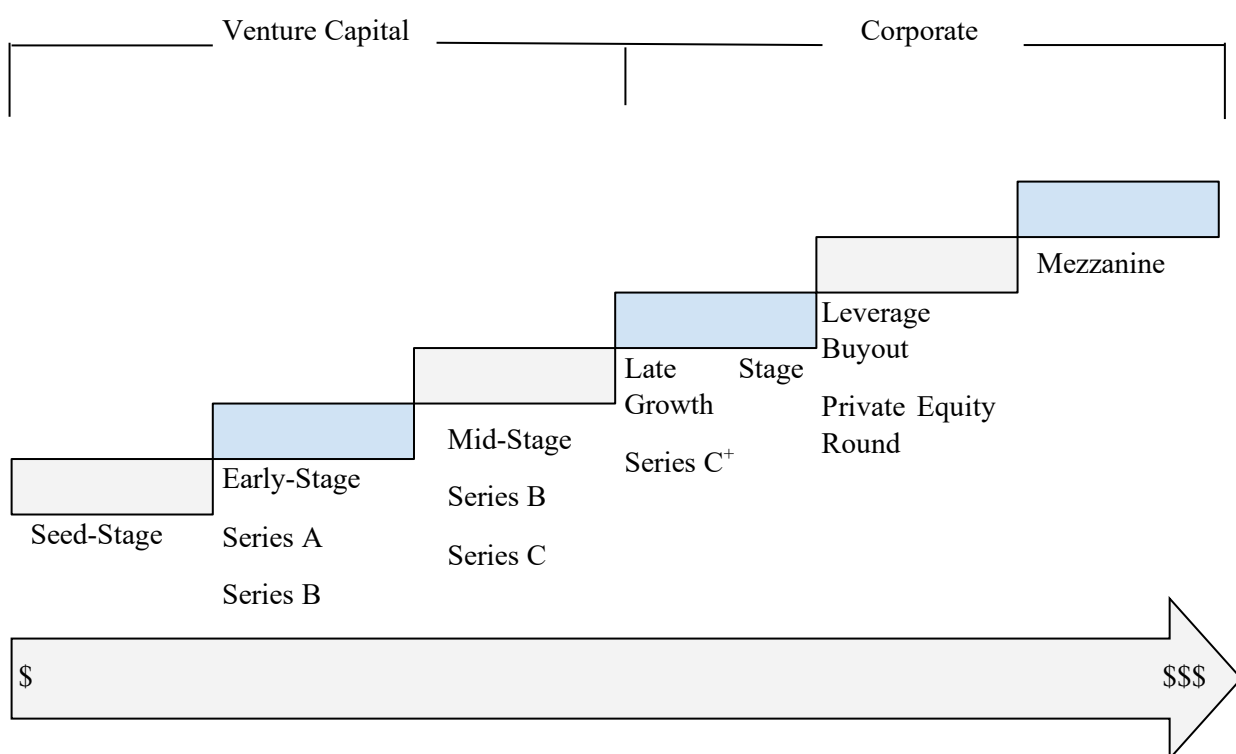 Venture Capital
Corporate
Mezzanine
Leverage
Buyout
Private Equity
Round
Late Stage
Growth
Series C⁺
Mid-Stage
Series B
Series C
Early-Stage
Series A
Series B
Seed-Stage
$
$$$